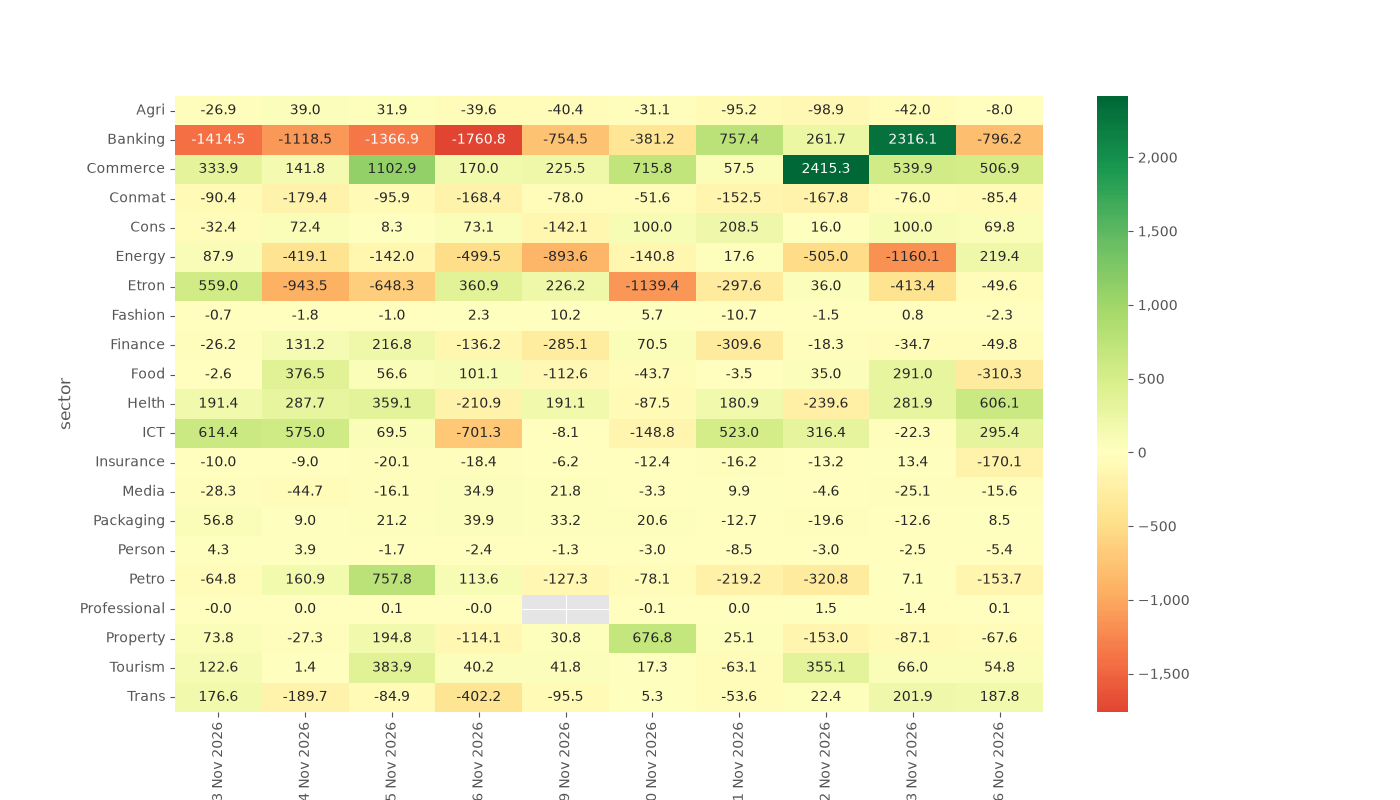 Agri -26.9 39.0 31.9 -39.6 -40.4 -31.1 -95.2 -98.9 -42.0 -8.0
Banking -1414.5 -1118.5 -1366.9 -1760.8 -754.5 -381.2 757.4 261.7 2316.1 -796.2
Commerce 333.9 141.8 1102.9 170.0 225.5 715.8 57.5 2415.3 539.9 506.9
Conmat -90.4 -179.4 -95.9 -168.4 -78.0 -51.6 -152.5 -167.8 -76.0 -85.4
Cons -32.4 72.4 8.3 73.1 -142.1 100.0 208.5 16.0 100.0 69.8
Energy 87.9 -419.1 -142.0 -499.5 -893.6 -140.8 17.6 -505.0 -1160.1 219.4
Etron 559.0 -943.5 -648.3 360.9 226.2 -1139.4 -297.6 36.0 -413.4 -49.6
Fashion -0.7 -1.8 -1.0 2.3 10.2 5.7 -10.7 -1.5 0.8 -2.3
Finance -26.2 131.2 216.8 -136.2 -285.1 70.5 -309.6 -18.3 -34.7 -49.8
Food -2.6 376.5 56.6 101.1 -112.6 -43.7 -3.5 35.0 291.0 -310.3
Helth 191.4 287.7 359.1 -210.9 191.1 -87.5 180.9 -239.6 281.9 606.1
ICT 614.4 575.0 69.5 -701.3 -8.1 -148.8 523.0 316.4 -22.3 295.4
Insurance -10.0 -9.0 -20.1 -18.4 -6.2 -12.4 -16.2 -13.2 13.4 -170.1
Media -28.3 -44.7 -16.1 34.9 21.8 -3.3 9.9 -4.6 -25.1 -15.6
Packaging 56.8 9.0 21.2 39.9 33.2 20.6 -12.7 -19.6 -12.6 8.5
Person 4.3 3.9 -1.7 -2.4 -1.3 -3.0 -8.5 -3.0 -2.5 -5.4
Petro -64.8 160.9 757.8 113.6 -127.3 -78.1 -219.2 -320.8 7.1 -153.7
Professional -0.0 0.0 0.1 -0.0 -0.1 0.0 1.5 -1.4 0.1
Property 73.8 -27.3 194.8 -114.1 30.8 676.8 25.1 -153.0 -87.1 -67.6
Tourism 122.6 1.4 383.9 40.2 41.8 17.3 -63.1 355.1 66.0 54.8
Trans 176.6 -189.7 -84.9 -402.2 -95.5 5.3 -53.6 22.4 201.9 187.8
sector
3 Nov 2026
4 Nov 2026
5 Nov 2026
6 Nov 2026
9 Nov 2026
0 Nov 2026
1 Nov 2026
2 Nov 2026
3 Nov 2026
6 Nov 2026
2,000
1,500
1,000
500
0
−500
−1,000
−1,500